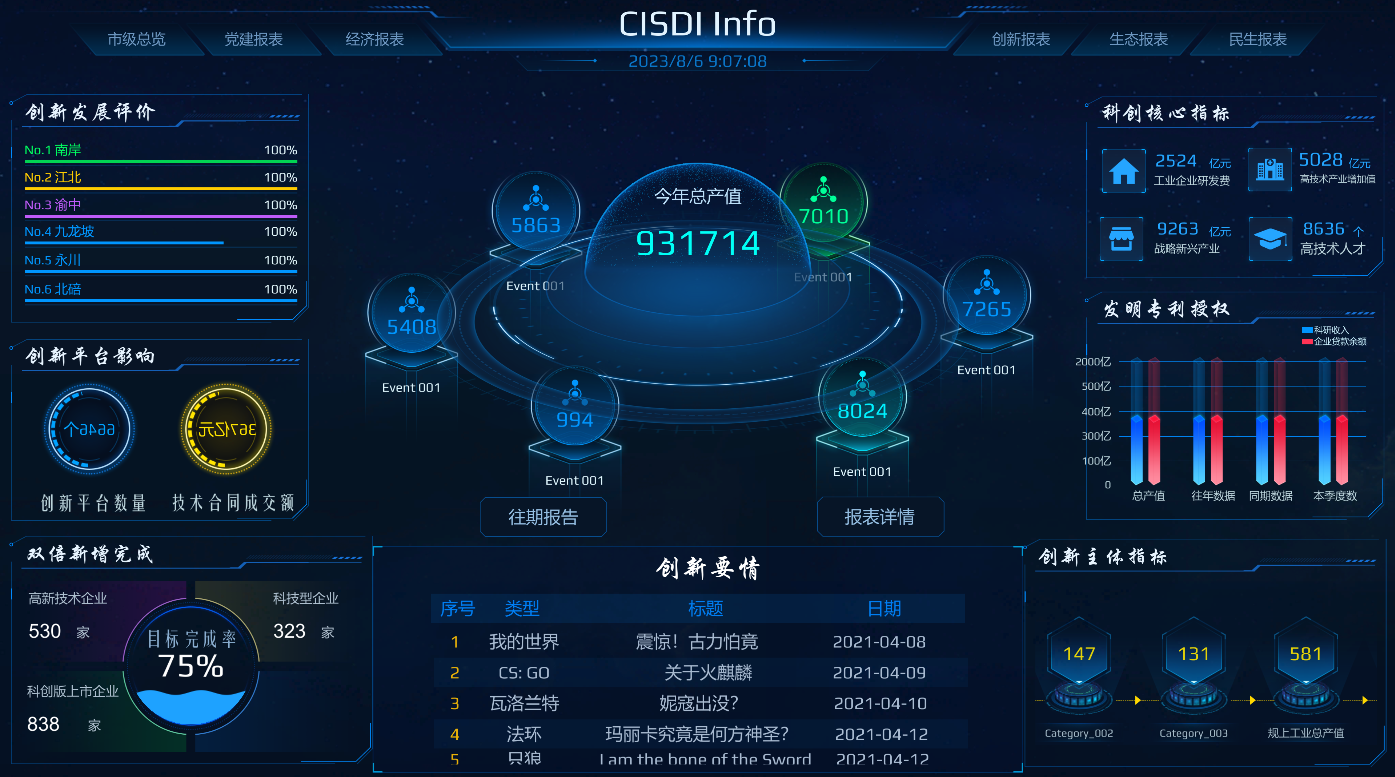 CISDI Info
市级总览 党建报表 经济报表 创新报表 生态报表 民生报表
2023/8/6 9:07:08
创新发展评价
No.1 南岸 100%
No.2 江北 100%
No.3 渝中 100%
No.4 九龙坡 100%
No.5 永川 100%
No.6 北碚 100%
创新平台影响
6646个 367亿元
创新平台数量 技术合同成交额
双倍新增完成
高新技术企业
530 家
科技型企业
323 家
目标完成率
75%
科创版上市企业
838 家
今年总产值
931714
5863
Event 001
7010
Event 001
5408
Event 001
7265
Event 001
994
Event 001
8024
Event 001
往期报告 报表详情
创新要情
序号 类型 标题 日期
1 我的世界 震惊！古力怕竟 2021-04-08
2 CS: GO 关于火麒麟 2021-04-09
3 瓦洛兰特 妮寇出没? 2021-04-10
4 法环 玛丽卡究竟是何方神圣? 2021-04-12
5 只狼 I am the bone of the Sword 2021-04-12
科创核心指标
2524 亿元
工业企业研发费
5028 亿元
高技术产业增加值
9263 亿元
战略新兴产业
8636 个
高技术人才
发明专利授权
科研收入
企业贷款余额
2000亿
500亿
400亿
300亿
100亿
0
总产值 往年数据 同期数据 本季度数
创新主体指标
147 131 581
Category_002 Category_003 规上工业总产值